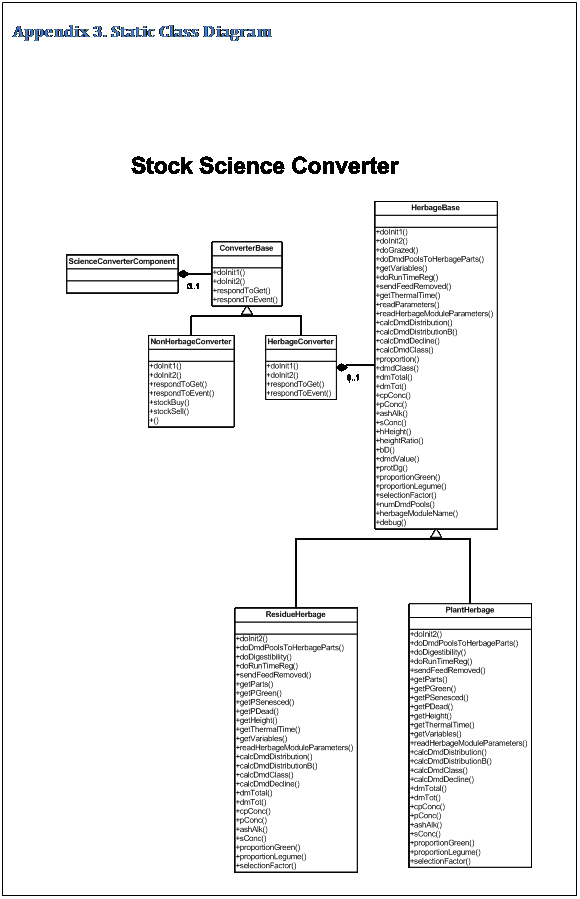 Appendix 3. Static Class Diagram
Stock Science Converter
ScienceConverterComponent
0..1
ConverterBase
+doInit1()
+doInit2()
+respondToGet()
+respondToEvent()
NonHerbageConverter
+doInit1()
+doInit2()
+respondToGet()
+respondToEvent()
+stockBuy()
+stockSell()
+()
HerbageConverter
+doInit1()
+doInit2()
+respondToGet()
+respondToEvent()
0..1
HerbageBase
+doInit1()
+doInit2()
+doGrazed()
+doDmdPoolsToHerbageParts()
+getVariables()
+doRunTimeReg()
+sendFeedRemoved()
+getThermalTime()
+readParameters()
+readHerbageModuleParameters()
+calcDmdDistribution()
+calcDmdDistributionB()
+calcDmdDecline()
+calcDmdClass()
+proportion()
+dmdClass()
+dmTotal()
+dmTot()
+cpConc()
+pConc()
+ashAlk()
+sConc()
+hHeight()
+heightRatio()
+bD()
+dmdValue()
+protDg()
+proportionGreen()
+proportionLegume()
+selectionFactor()
+numDmdPools()
+herbageModuleName()
+debug()
ResidueHerbage
+doInit2()
+doDmdPoolsToHerbageParts()
+doDigestibility()
+doRunTimeReg()
+sendFeedRemoved()
+getParts()
+getPGreen()
+getPSenesced()
+getPDead()
+getHeight()
+getThermalTime()
+getVariables()
+readHerbageModuleParameters()
+calcDmdDistribution()
+calcDmdDistributionB()
+calcDmdClass()
+calcDmdDecline()
+dmTotal()
+dmTot()
+cpConc()
+pConc()
+ashAlk()
+sConc()
+proportionGreen()
+proportionLegume()
+selectionFactor()
PlantHerbage
+doInit2()
+doDmdPoolsToHerbageParts()
+doDigestibility()
+doRunTimeReg()
+sendFeedRemoved()
+getParts()
+getPGreen()
+getPSenesced()
+getPDead()
+getHeight()
+getThermalTime()
+getVariables()
+readHerbageModuleParameters()
+calcDmdDistribution()
+calcDmdDistributionB()
+calcDmdClass()
+calcDmdDecline()
+dmTotal()
+dmTot()
+cpConc()
+pConc()
+ashAlk()
+sConc()
+proportionGreen()
+proportionLegume()
+selectionFactor()